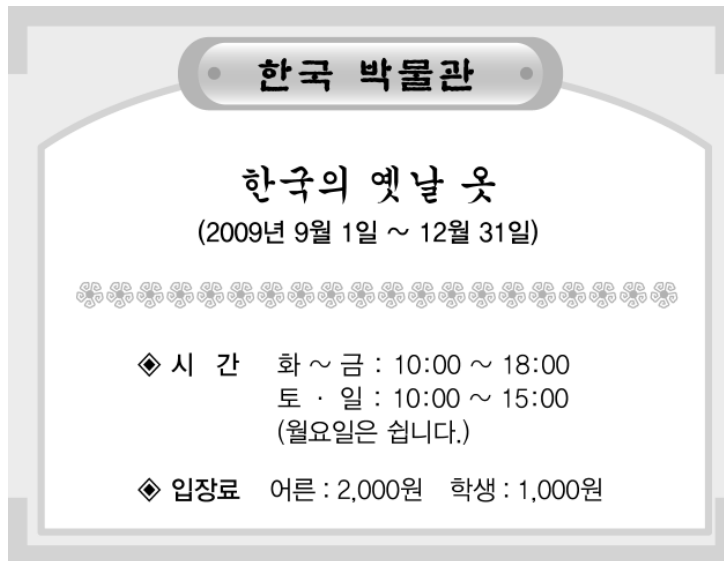 한국 박물관
한국의 옛날 옷
(2009년 9월 1일 ~ 12월 31일)
◈ 시 간 화 ~ 금 : 10:00 ~ 18:00
토 · 일 : 10:00 ~ 15:00
(월요일은 쉽니다.)
◈ 입장료 어른 : 2,000원 학생 : 1,000원